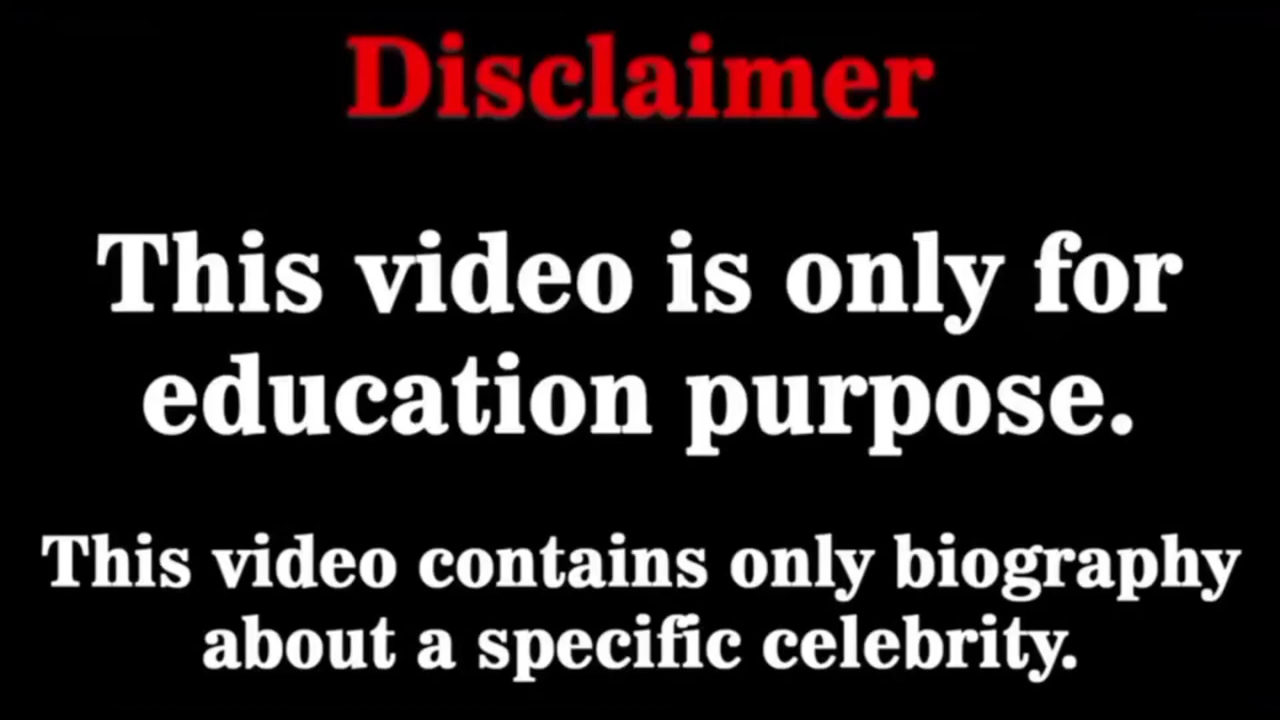 Disclaimer
This video is only for
education purpose.
This video contains only biography
about a specific celebrity.